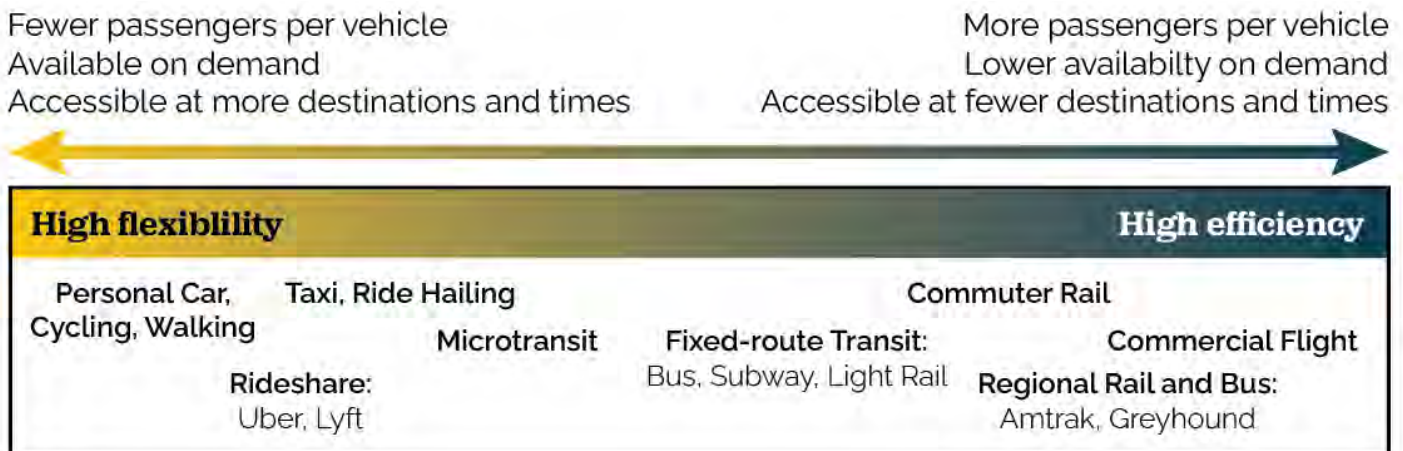 Fewer passengers per vehicle
Available on demand
Accessible at more destinations and times
More passengers per vehicle
Lower availabilty on demand
Accessible at fewer destinations and times
High flexiblility
High efficiency
Personal Car,
Cycling, Walking
Taxi, Ride Hailing
Rideshare:
Uber, Lyft
Microtransit
Fixed-route Transit:
Bus, Subway, Light Rail
Commuter Rail
Regional Rail and Bus:
Amtrak, Greyhound
Commercial Flight